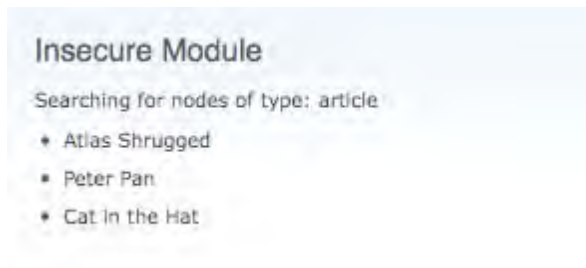 Insecure Module
Searching for nodes of type: article
• Atlas Shrugged
• Peter Pan
• Cat in the Hat